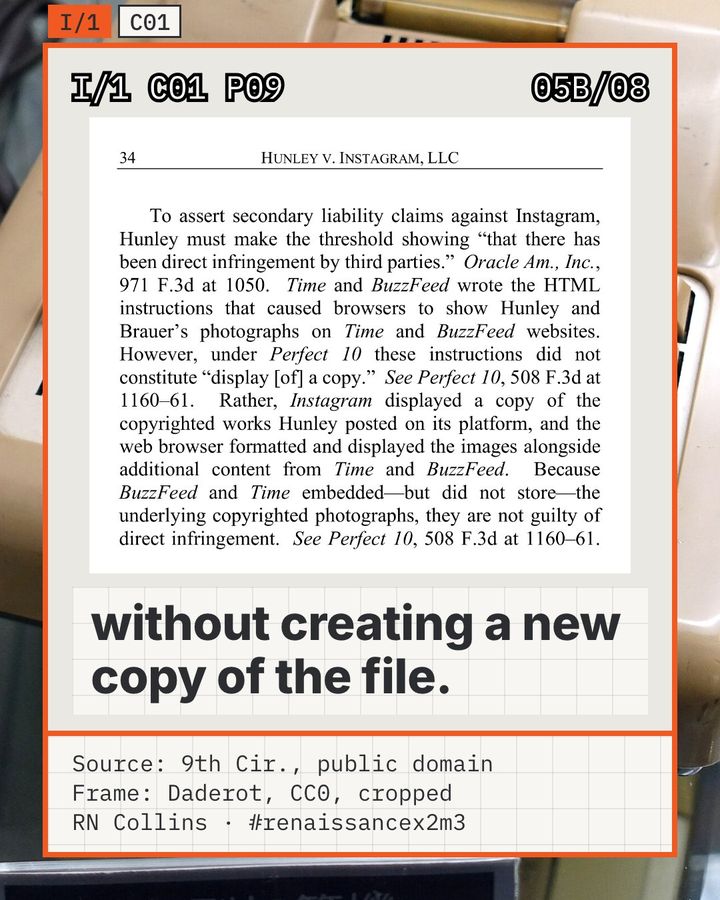 I/1 C01
I/1 C01 P09 05B/08
34 HUNLEY V. INSTAGRAM, LLC
To assert secondary liability claims against Instagram,
Hunley must make the threshold showing “that there has
been direct infringement by third parties.” Oracle Am., Inc.,
971 F.3d at 1050. Time and BuzzFeed wrote the HTML
instructions that caused browsers to show Hunley and
Brauer’s photographs on Time and BuzzFeed websites.
However, under Perfect 10 these instructions did not
constitute “display [of] a copy.” See Perfect 10, 508 F.3d at
1160–61. Rather, Instagram displayed a copy of the
copyrighted works Hunley posted on its platform, and the
web browser formatted and displayed the images alongside
additional content from Time and BuzzFeed. Because
BuzzFeed and Time embedded—but did not store—the
underlying copyrighted photographs, they are not guilty of
direct infringement. See Perfect 10, 508 F.3d at 1160–61.
without creating a new
copy of the file.
Source: 9th Cir., public domain
Frame: Daderot, CC0, cropped
RN Collins · #renaissancex2m3